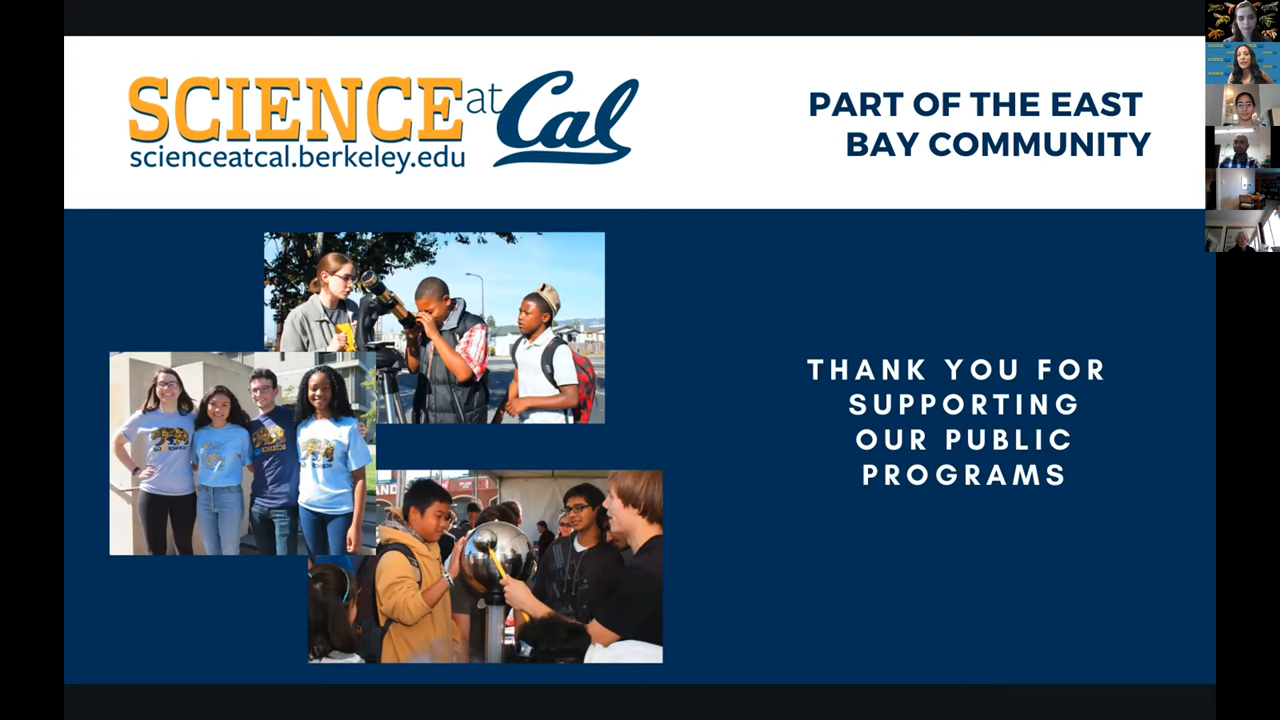 SCIENCE at Cal
scienceatcal.berkeley.edu
PART OF THE EAST
BAY COMMUNITY
THANK YOU FOR
SUPPORTING
OUR PUBLIC
PROGRAMS